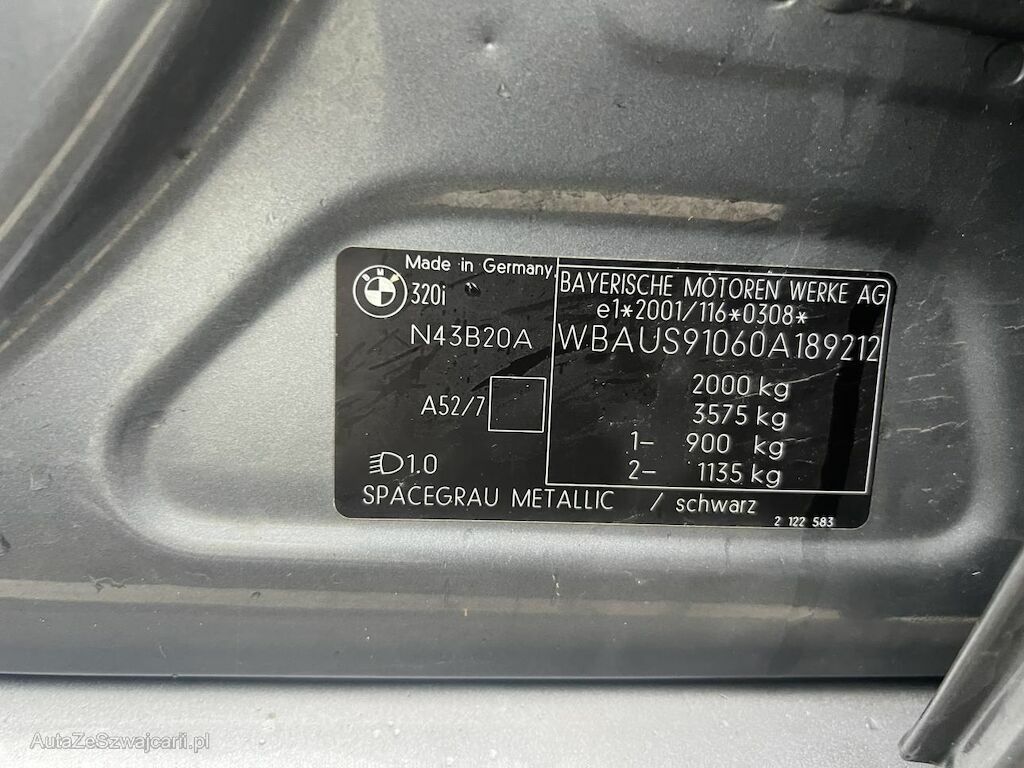 BMW
Made in Germany
320i
N43B20A
A52/7
1.0
SPACEGRAU METALLIC / schwarz
BAYERISCHE MOTOREN WERKE AG
e1*2001/116*0308*
WBAUS91060A189212
2000 kg
3575 kg
1- 900 kg
2- 1135 kg
2 122 583
AutaZeSzwajcarii.pl